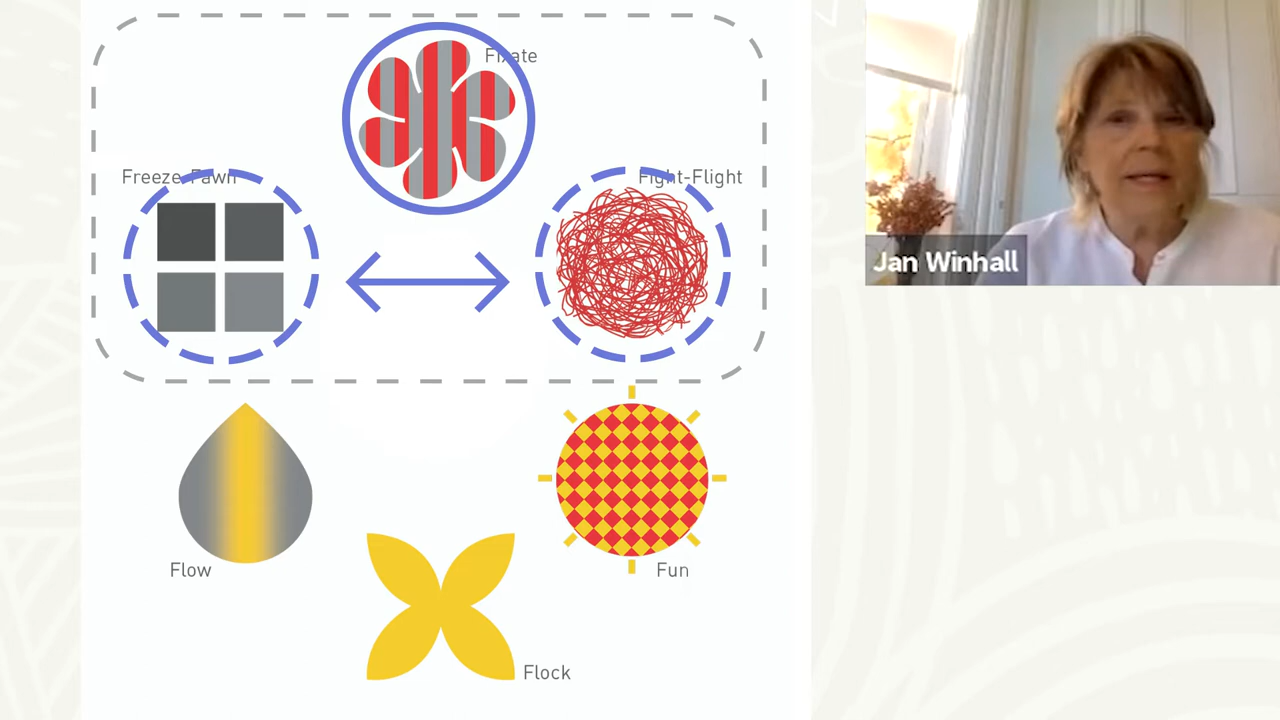 Fixate
Freeze-Fawn
Fight-Flight
Jan Winhall
Flow
Fun
Flock